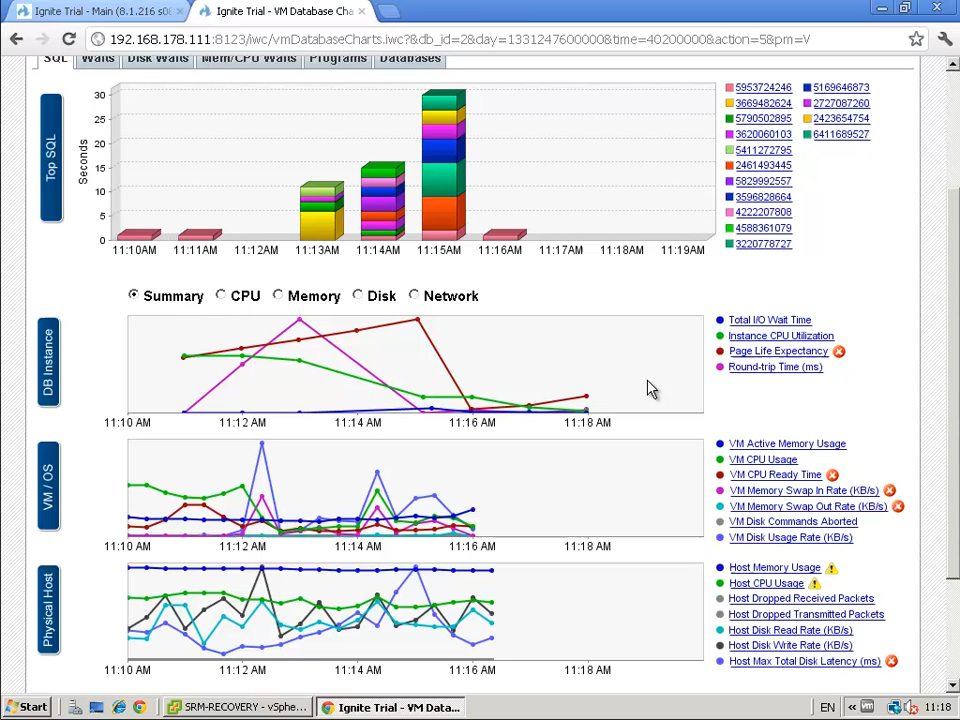 Ignite Trial - Main (8.1.216 s08 × Ignite Trial - VM Database Cha ×
192.168.178.111:8123/iwc/vmDatabaseCharts.iwc?&db_id=2&day=1331247600000&time=40200000&action=5&pm=V
SQL Waits Disk Waits Mem/CPU Waits Programs Databases
Top SQL
Seconds
30
25
20
15
10
5
0
11:10AM 11:11AM 11:12AM 11:13AM 11:14AM 11:15AM 11:16AM 11:17AM 11:18AM 11:19AM
5953724246 5169646873
3669482624 2727087260
5790502895 2423654754
3620060103 6411689527
5411272795
2461493445
5829992557
3596828664
4222207808
4588361079
3220778727
Summary CPU Memory Disk Network
DB Instance
Total I/O Wait Time
Instance CPU Utilization
Page Life Expectancy
Round-trip Time (ms)
11:10 AM 11:12 AM 11:14 AM 11:16 AM 11:18 AM
VM / OS
VM Active Memory Usage
VM CPU Usage
VM CPU Ready Time
VM Memory Swap In Rate (KB/s)
VM Memory Swap Out Rate (KB/s)
VM Disk Commands Aborted
VM Disk Usage Rate (KB/s)
11:10 AM 11:12 AM 11:14 AM 11:16 AM 11:18 AM
Physical Host
Host Memory Usage
Host CPU Usage
Host Dropped Received Packets
Host Dropped Transmitted Packets
Host Disk Read Rate (KB/s)
Host Disk Write Rate (KB/s)
Host Max Total Disk Latency (ms)
11:10 AM 11:12 AM 11:14 AM 11:16 AM 11:18 AM
Start SRM-RECOVERY - vSphe... Ignite Trial - VM Data... EN « 11:18